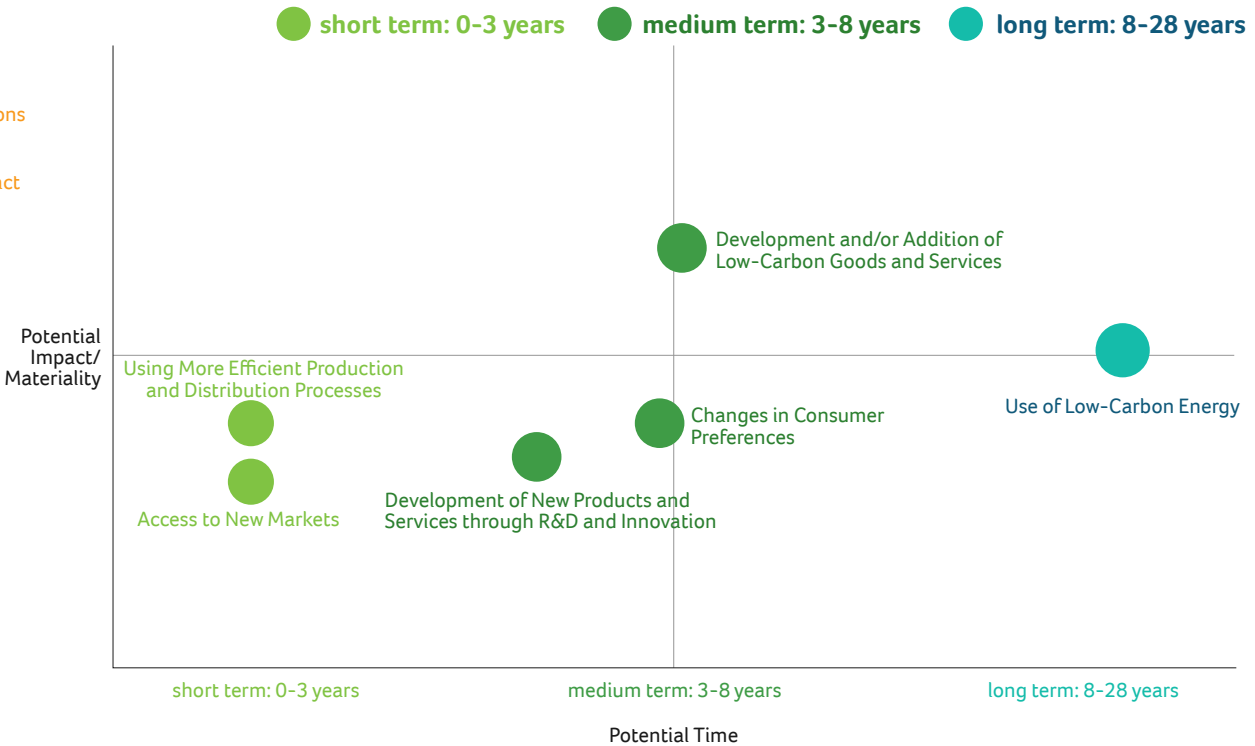 short term: 0-3 years
medium term: 3-8 years
long term: 8-28 years
ons
act
Development and/or Addition of
Low-Carbon Goods and Services
Potential
Impact/
Materiality
Using More Efficient Production
and Distribution Processes
Use of Low-Carbon Energy
Changes in Consumer
Preferences
Development of New Products and
Services through R&D and Innovation
Access to New Markets
short term: 0-3 years
medium term: 3-8 years
long term: 8-28 years
Potential Time